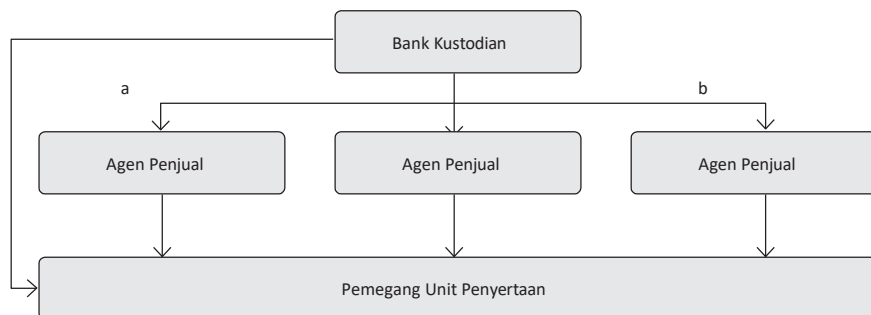 Bank Kustodian
a
b
Agen Penjual
Agen Penjual
Agen Penjual
Pemegang Unit Penyertaan